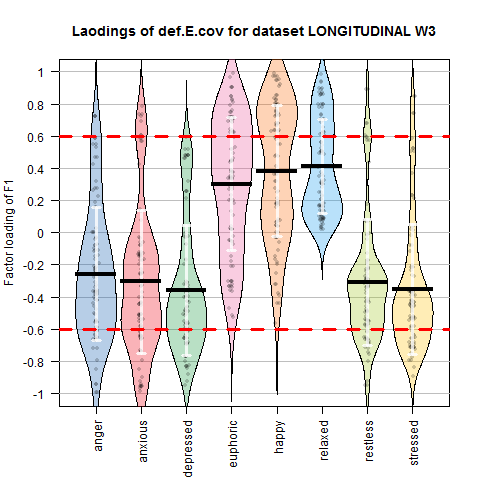 Laodings of def.E.cov for dataset LONGITUDINAL W3
Factor loading of F1
1
0.8
0.6
0.4
0.2
0
-0.2
-0.4
-0.6
-0.8
-1
anger
anxious
depressed
euphoric
happy
relaxed
restless
stressed